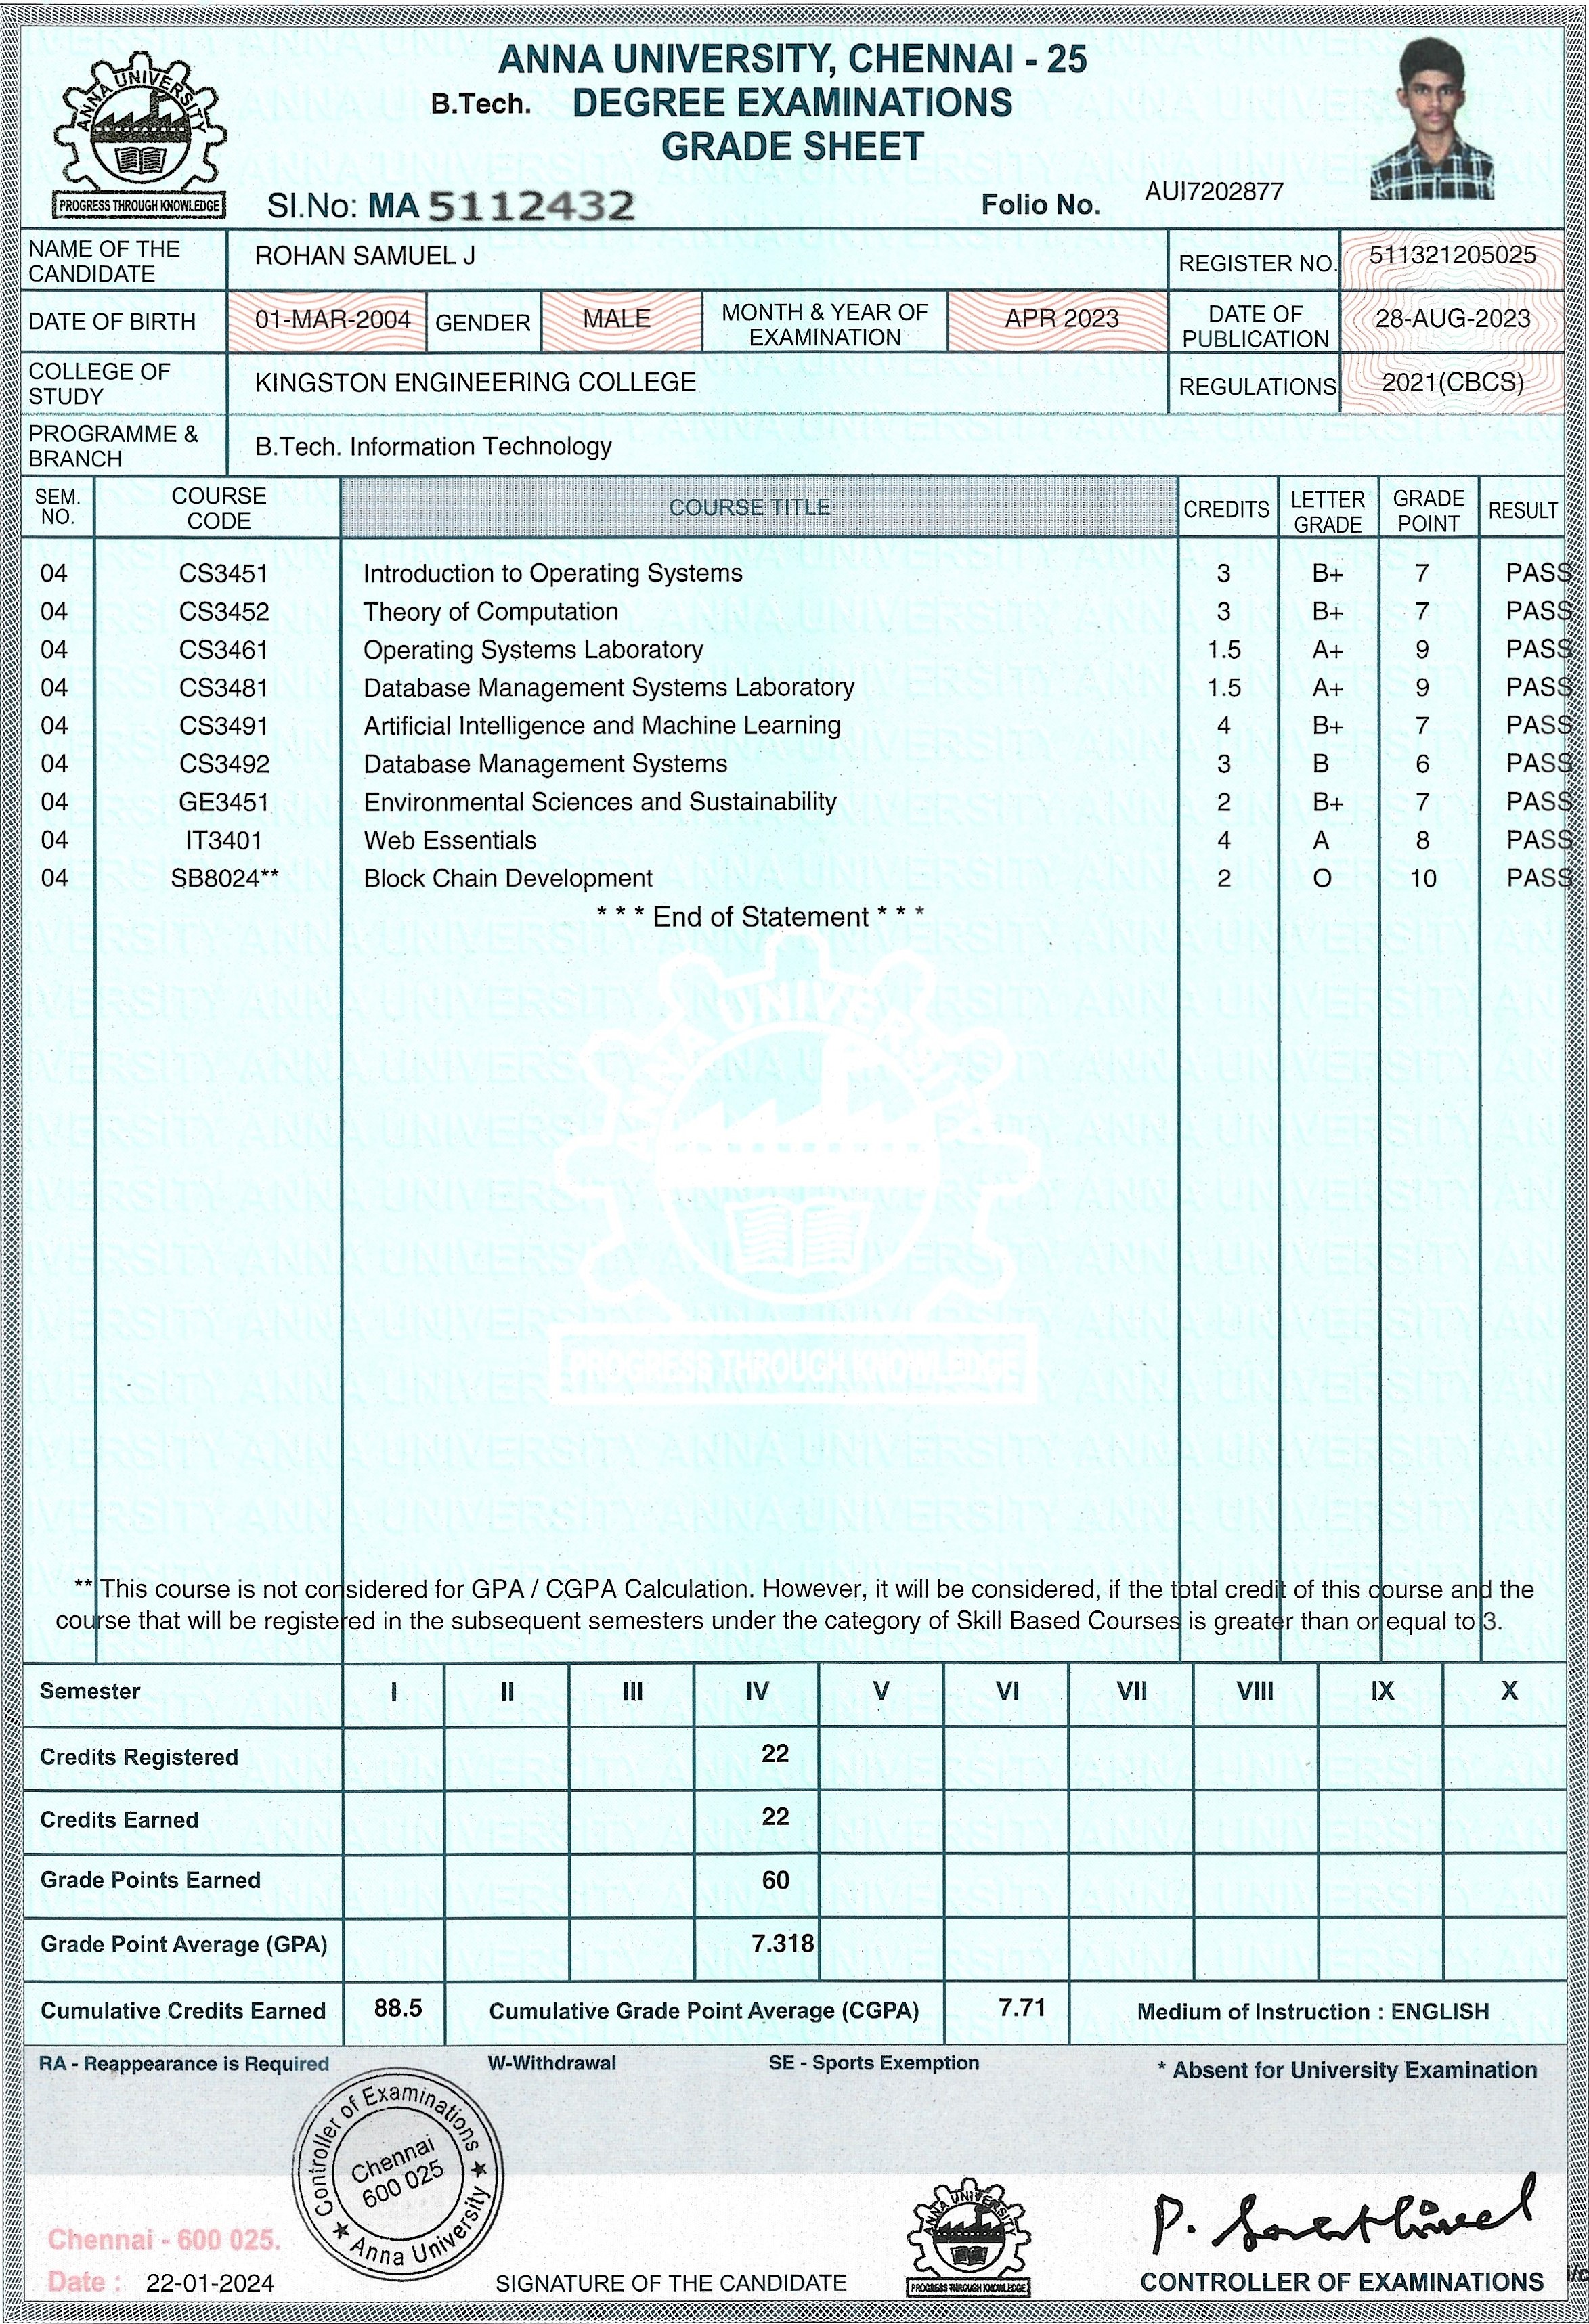 ANNA UNIVERSITY, CHENNAI - 25
B.Tech. DEGREE EXAMINATIONS
GRADE SHEET
ANNA UNIVERSITY
PROGRESS THROUGH KNOWLEDGE
SI.No: MA 5112432
Folio No. AUI7202877
NAME OF THE CANDIDATE ROHAN SAMUEL J REGISTER NO. 511321205025
DATE OF BIRTH 01-MAR-2004 GENDER MALE MONTH & YEAR OF EXAMINATION APR 2023 DATE OF PUBLICATION 28-AUG-2023
COLLEGE OF STUDY KINGSTON ENGINEERING COLLEGE REGULATIONS 2021(CBCS)
PROGRAMME & BRANCH B.Tech. Information Technology
SEM. NO. COURSE CODE COURSE TITLE CREDITS LETTER GRADE GRADE POINT RESULT
04 CS3451 Introduction to Operating Systems 3 B+ 7 PASS
04 CS3452 Theory of Computation 3 B+ 7 PASS
04 CS3461 Operating Systems Laboratory 1.5 A+ 9 PASS
04 CS3481 Database Management Systems Laboratory 1.5 A+ 9 PASS
04 CS3491 Artificial Intelligence and Machine Learning 4 B+ 7 PASS
04 CS3492 Database Management Systems 3 B 6 PASS
04 GE3451 Environmental Sciences and Sustainability 2 B+ 7 PASS
04 IT3401 Web Essentials 4 A 8 PASS
04 SB8024** Block Chain Development 2 O 10 PASS
* * * End of Statement * * *
ANNA UNIVERSITY
PROGRESS THROUGH KNOWLEDGE
** This course is not considered for GPA / CGPA Calculation. However, it will be considered, if the total credit of this course and the
course that will be registered in the subsequent semesters under the category of Skill Based Courses is greater than or equal to 3.
Semester I II III IV V VI VII VIII IX X
Credits Registered 22
Credits Earned 22
Grade Points Earned 60
Grade Point Average (GPA) 7.318
Cumulative Credits Earned 88.5 Cumulative Grade Point Average (CGPA) 7.71 Medium of Instruction : ENGLISH
RA - Reappearance is Required W-Withdrawal SE - Sports Exemption * Absent for University Examination
Controller of Examinations
Chennai
600 025
Anna University
Chennai - 600 025.
Date : 22-01-2024
SIGNATURE OF THE CANDIDATE
ANNA UNIVERSITY
PROGRESS THROUGH KNOWLEDGE
CONTROLLER OF EXAMINATIONS i/c